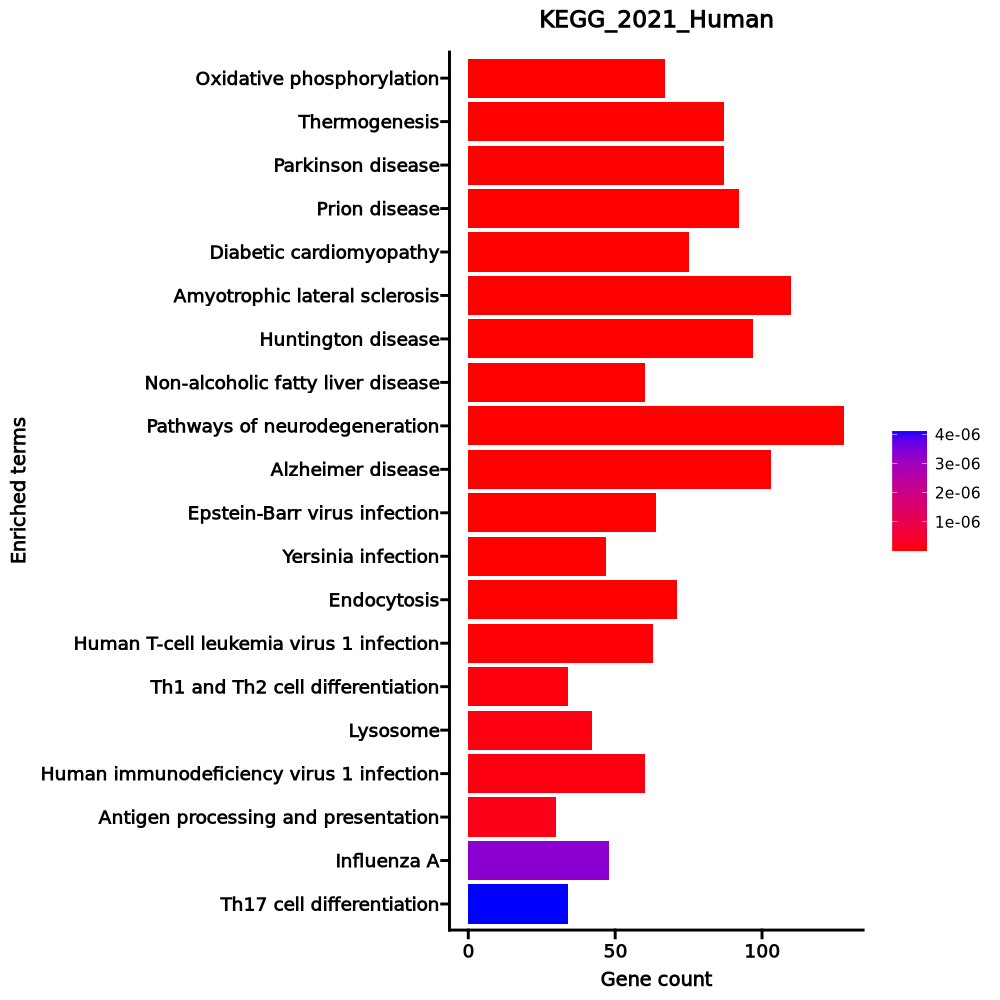 KEGG_2021_Human
Oxidative phosphorylation
Thermogenesis
Parkinson disease
Prion disease
Diabetic cardiomyopathy
Amyotrophic lateral sclerosis
Huntington disease
Non-alcoholic fatty liver disease
Pathways of neurodegeneration
Alzheimer disease
Epstein-Barr virus infection
Yersinia infection
Endocytosis
Human T-cell leukemia virus 1 infection
Th1 and Th2 cell differentiation
Lysosome
Human immunodeficiency virus 1 infection
Antigen processing and presentation
Influenza A
Th17 cell differentiation
Enriched terms
0 50 100
Gene count
4e-06
3e-06
2e-06
1e-06